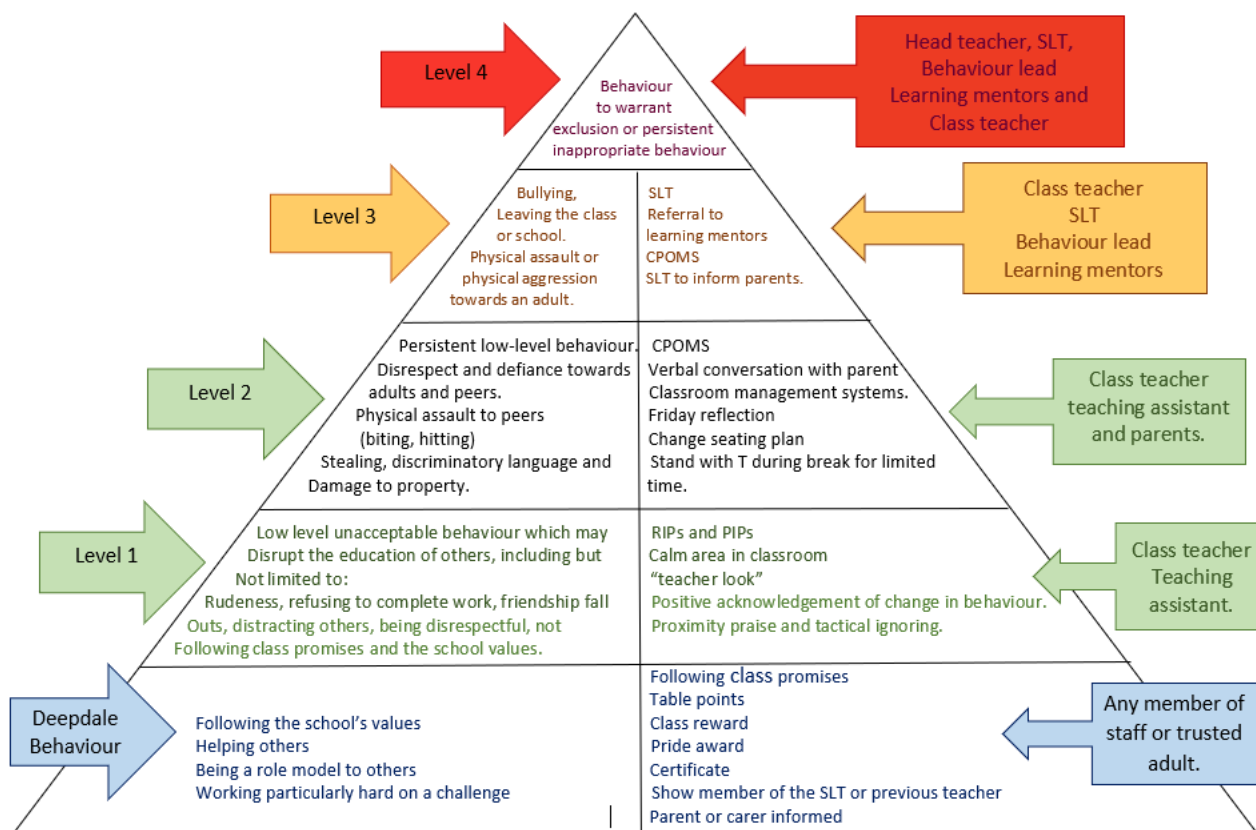 Level 4
Behaviour
to warrant
exclusion or persistent
inappropriate behaviour
Head teacher, SLT,
Behaviour lead
Learning mentors and
Class teacher
Level 3
Bullying,
Leaving the class
or school.
Physical assault or
physical aggression
towards an adult.
SLT
Referral to
learning mentors
CPOMS
SLT to inform parents.
Class teacher
SLT
Behaviour lead
Learning mentors
Level 2
Persistent low-level behaviour.
Disrespect and defiance towards
adults and peers.
Physical assault to peers
(biting, hitting)
Stealing, discriminatory language and
Damage to property.
CPOMS
Verbal conversation with parent
Classroom management systems.
Friday reflection
Change seating plan
Stand with T during break for limited
time.
Class teacher
teaching assistant
and parents.
Level 1
Low level unacceptable behaviour which may
Disrupt the education of others, including but
Not limited to:
Rudeness, refusing to complete work, friendship fall
Outs, distracting others, being disrespectful, not
Following class promises and the school values.
RIPs and PIPs
Calm area in classroom
“teacher look”
Positive acknowledgement of change in behaviour.
Proximity praise and tactical ignoring.
Class teacher
Teaching
assistant.
Deepdale
Behaviour
Following the school’s values
Helping others
Being a role model to others
Working particularly hard on a challenge
Following class promises
Table points
Class reward
Pride award
Certificate
Show member of the SLT or previous teacher
Parent or carer informed
Any member of
staff or trusted
adult.